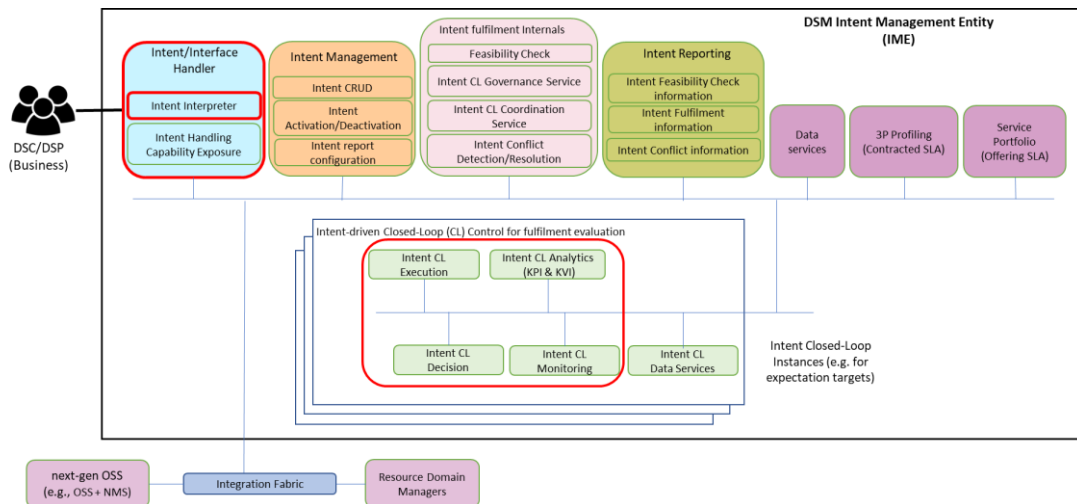 DSM Intent Management Entity
(IME)
DSC/DSP
(Business)
Intent/Interface
Handler
Intent Interpreter
Intent Handling
Capability Exposure
Intent Management
Intent CRUD
Intent
Activation/Deactivation
Intent report
configuration
Intent fulfilment Internals
Feasibility Check
Intent CL Governance Service
Intent CL Coordination
Service
Intent Conflict
Detection/Resolution
Intent Reporting
Intent Feasibility Check
information
Intent Fulfilment
information
Intent Conflict information
Data
services
3P Profiling
(Contracted SLA)
Service
Portfolio
(Offering SLA)
Intent-driven Closed-Loop (CL) Control for fulfilment evaluation
Intent CL
Execution
Intent CL Analytics
(KPI & KVI)
Intent CL
Decision
Intent CL
Monitoring
Intent CL
Data Services
Intent Closed-Loop
Instances (e.g. for
expectation targets)
next-gen OSS
(e.g., OSS + NMS)
Integration Fabric
Resource Domain
Managers